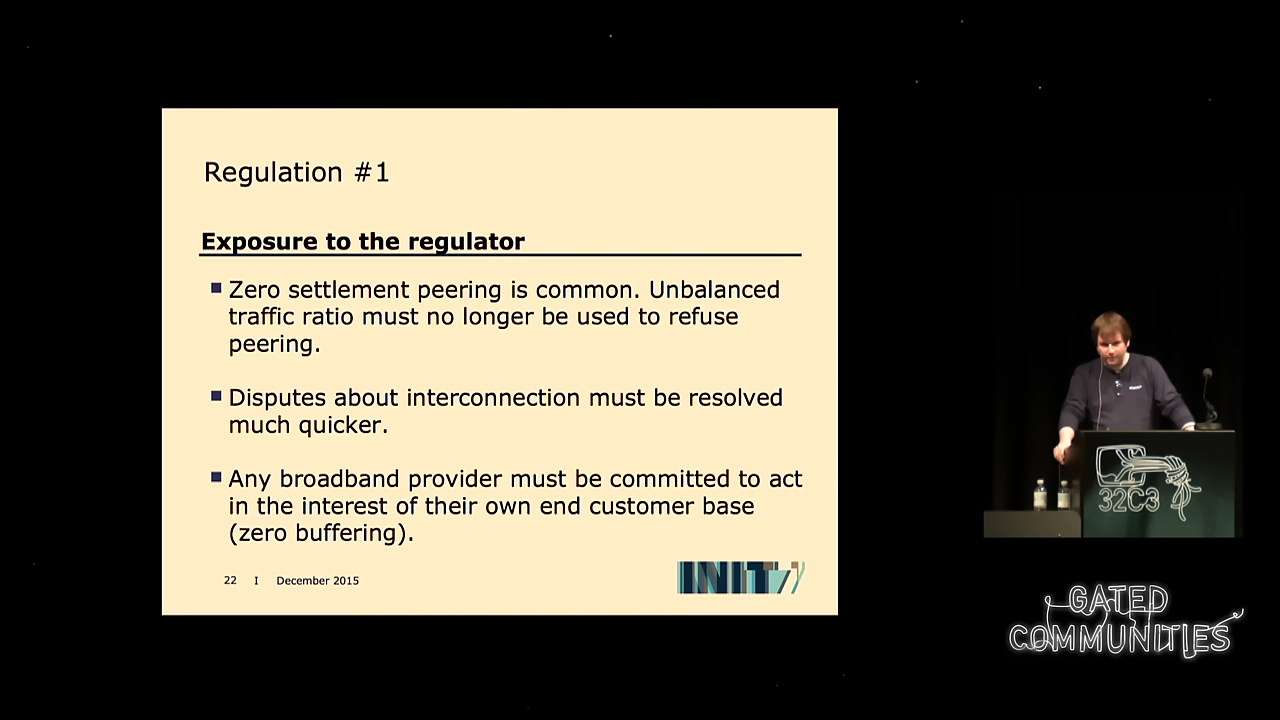 Regulation #1
Exposure to the regulator
Zero settlement peering is common. Unbalanced
traffic ratio must no longer be used to refuse
peering.
Disputes about interconnection must be resolved
much quicker.
Any broadband provider must be committed to act
in the interest of their own end customer base
(zero buffering).
22 I December 2015
INIT7
32C3
GATED
COMMUNITIES